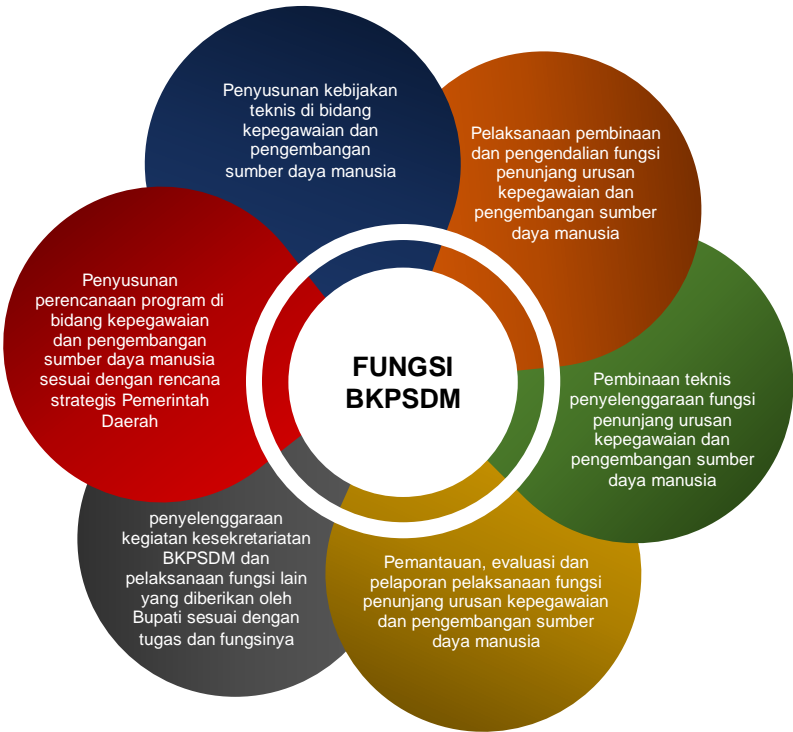 FUNGSI
BKPSDM
Penyusunan kebijakan
teknis di bidang
kepegawaian dan
pengembangan
sumber daya manusia
Pelaksanaan pembinaan
dan pengendalian fungsi
penunjang urusan
kepegawaian dan
pengembangan sumber
daya manusia
Pembinaan teknis
penyelenggaraan fungsi
penunjang urusan
kepegawaian dan
pengembangan sumber
daya manusia
Pemantauan, evaluasi dan
pelaporan pelaksanaan fungsi
penunjang urusan kepegawaian
dan pengembangan sumber
daya manusia
penyelenggaraan
kegiatan kesekretariatan
BKPSDM dan
pelaksanaan fungsi lain
yang diberikan oleh
Bupati sesuai dengan
tugas dan fungsinya
Penyusunan
perencanaan program di
bidang kepegawaian
dan pengembangan
sumber daya manusia
sesuai dengan rencana
strategis Pemerintah
Daerah